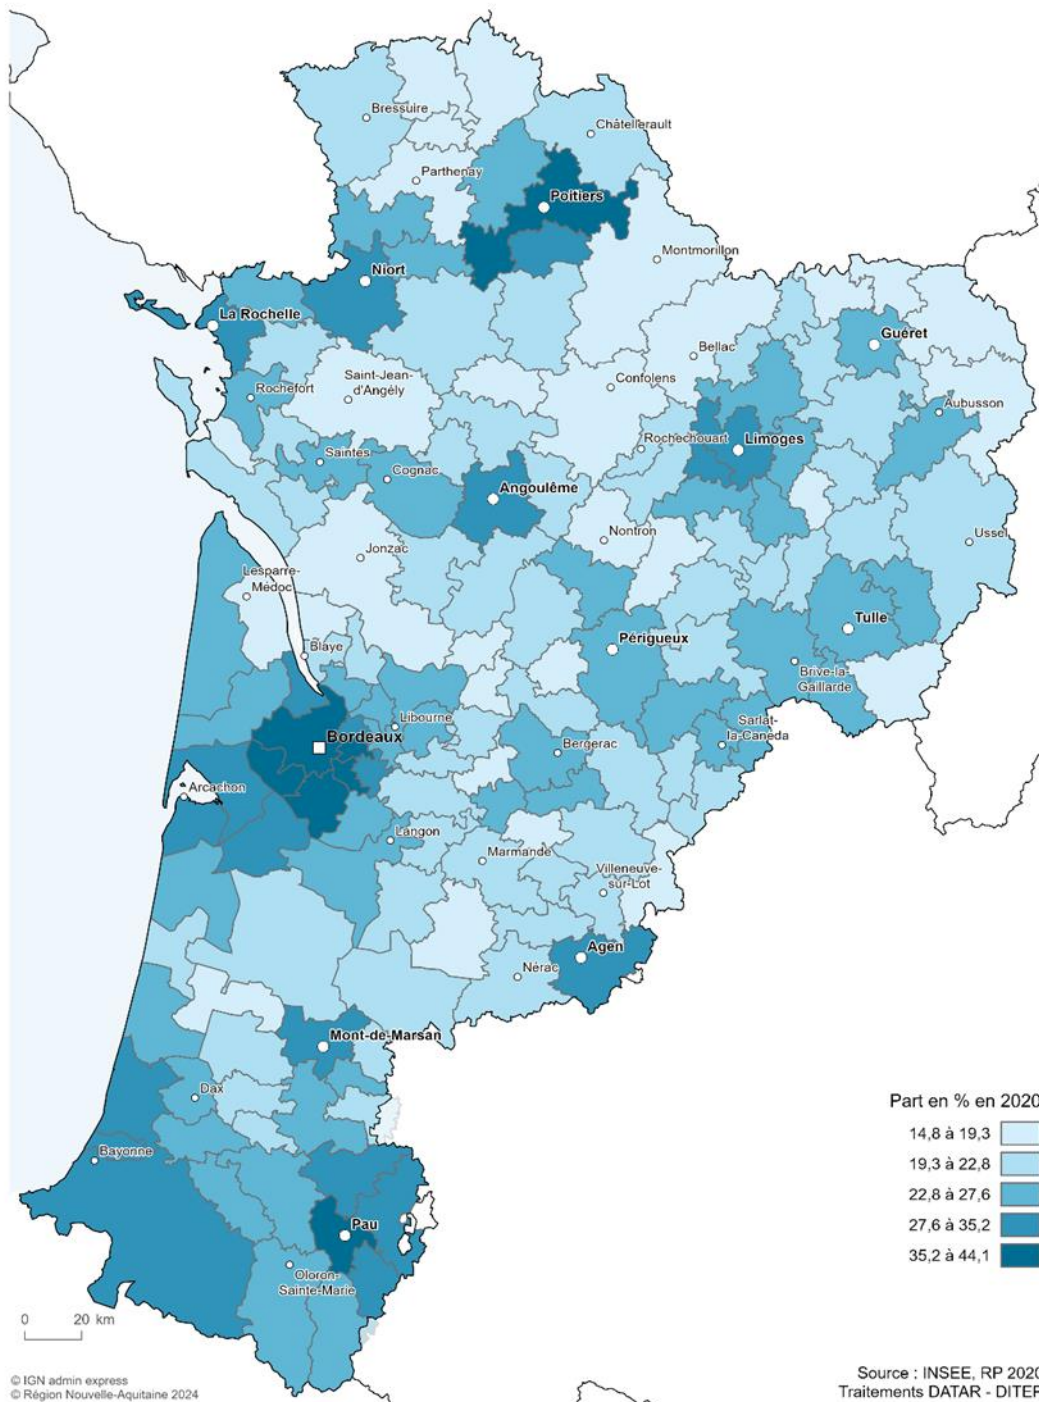 Bressuire
Châtellerault
Parthenay
Poitiers
Montmorillon
Niort
La Rochelle
Guéret
Bellac
Saint-Jean-
d'Angély
Confolens
Rochefort
Aubusson
Rochechouart
Limoges
Saintes
Cognac
Angoulême
Nontron
Ussel
Jonzac
Lesparre-
Médoc
Tulle
Périgueux
Blaye
Brive-la-
Gaillarde
Libourne
Sarlat-
la-Canéda
Bordeaux
Bergerac
Arcachon
Langon
Marmande
Villeneuve-
sur-Lot
Agen
Nérac
Mont-de-Marsan
Dax
Bayonne
Pau
Oloron-
Sainte-Marie
Part en % en 2020
14,8 à 19,3
19,3 à 22,8
22,8 à 27,6
27,6 à 35,2
35,2 à 44,1
0 20 km
© IGN admin express
© Région Nouvelle-Aquitaine 2024
Source : INSEE, RP 2020
Traitements DATAR - DITEP